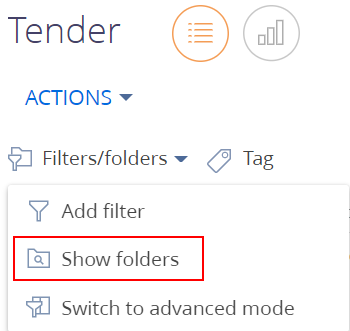 Tender
ACTIONS
Filters/folders Tag
Add filter
Show folders
Switch to advanced mode